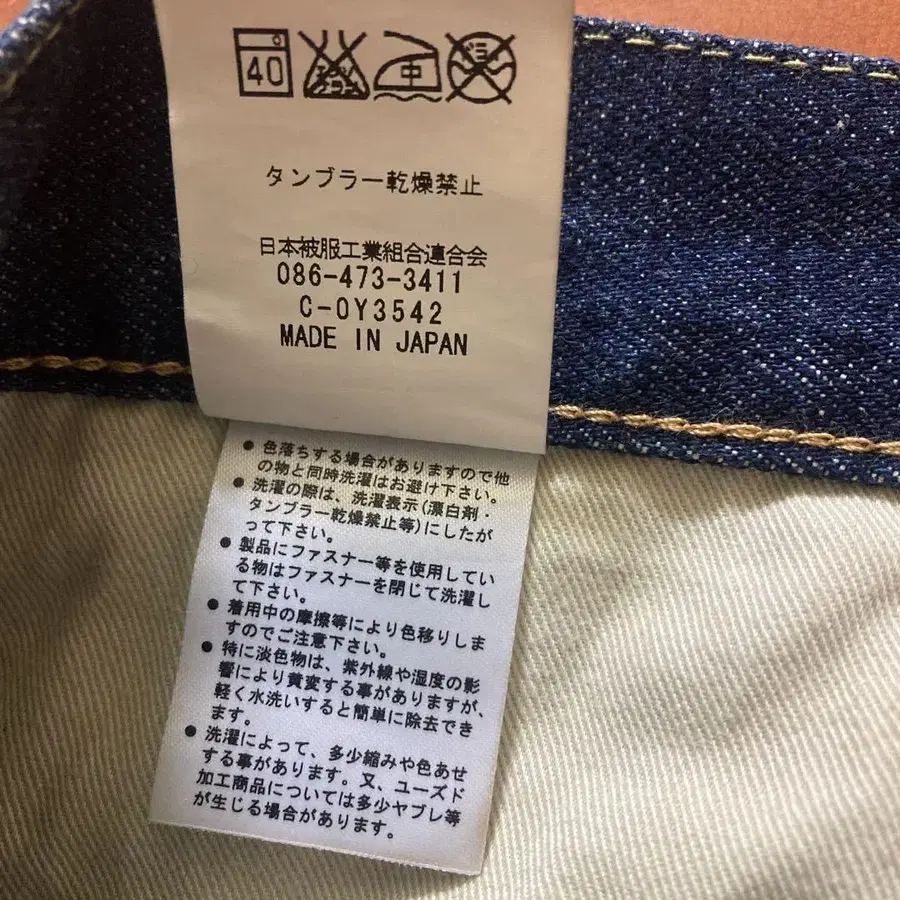 40
エンソ
サラシ
中
ドライ
タンブラー乾燥禁止
日本被服工業組合連合会
086-473-3411
C-0Y3542
MADE IN JAPAN
● 色落ちする場合がありますので他
の物と同時洗濯はお避け下さい。
● 洗濯の際は、洗濯表示(漂白剤・
タンブラー乾燥禁止等)にしたが
って下さい。
● 製品にファスナー等を使用してい
る物はファスナーを閉じて洗濯し
て下さい。
● 着用中の摩擦等により色移りしま
すのでご注意下さい。
● 特に淡色物は、紫外線や湿度の影
響により黄変する事がありますが、
軽く水洗いすると簡単に除去でき
ます。
● 洗濯によって、多少縮みや色あせ
する事があります。又、ユーズド
加工商品については多少ヤブレ等
が生じる場合があります。